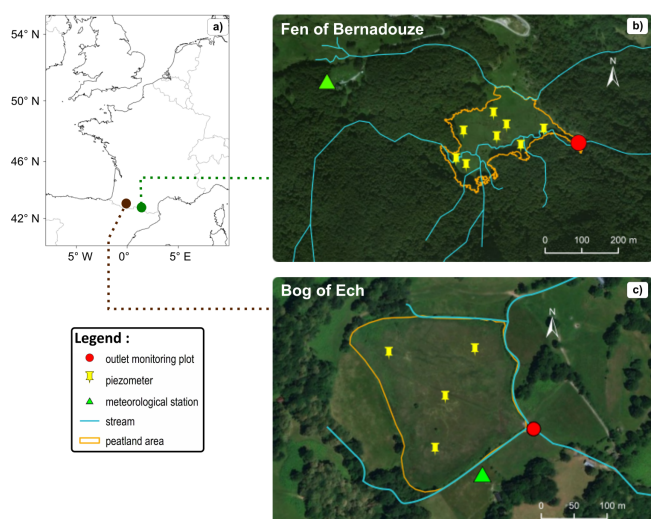 a)
54° N
50° N
46° N
42° N
5° W
0°
5° E
Fen of Bernadouze
b)
N
0 100 200 m
Bog of Ech
c)
N
0 50 100 m
Legend :
outlet monitoring plot
piezometer
meteorological station
stream
peatland area